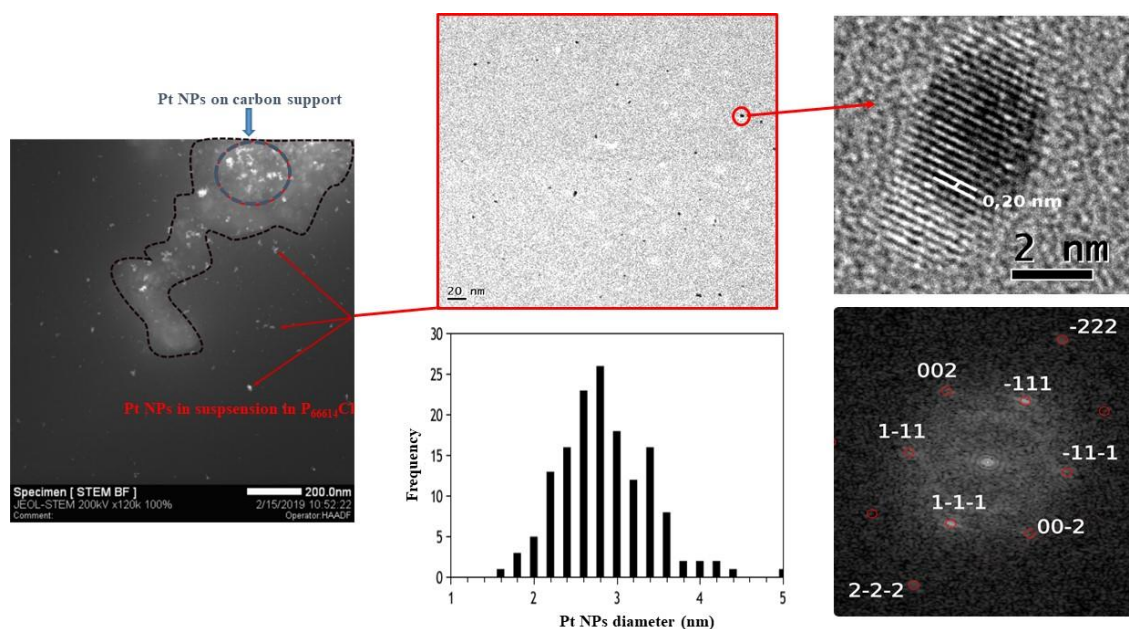 Pt NPs on carbon support
Pt NPs in suspsension in P66614Cl
Specimen [ STEM BF ]
200.0nm
JEOL-STEM 200kV x120k 100%
2/15/2019 10:52:22
Comment:
Operator:HAADF
20 nm
0,20 nm
2 nm
30
25
20
15
10
5
0
Frequency
1
2
3
4
5
Pt NPs diameter (nm)
-222
002
-111
1-11
-11-1
1-1-1
00-2
2-2-2